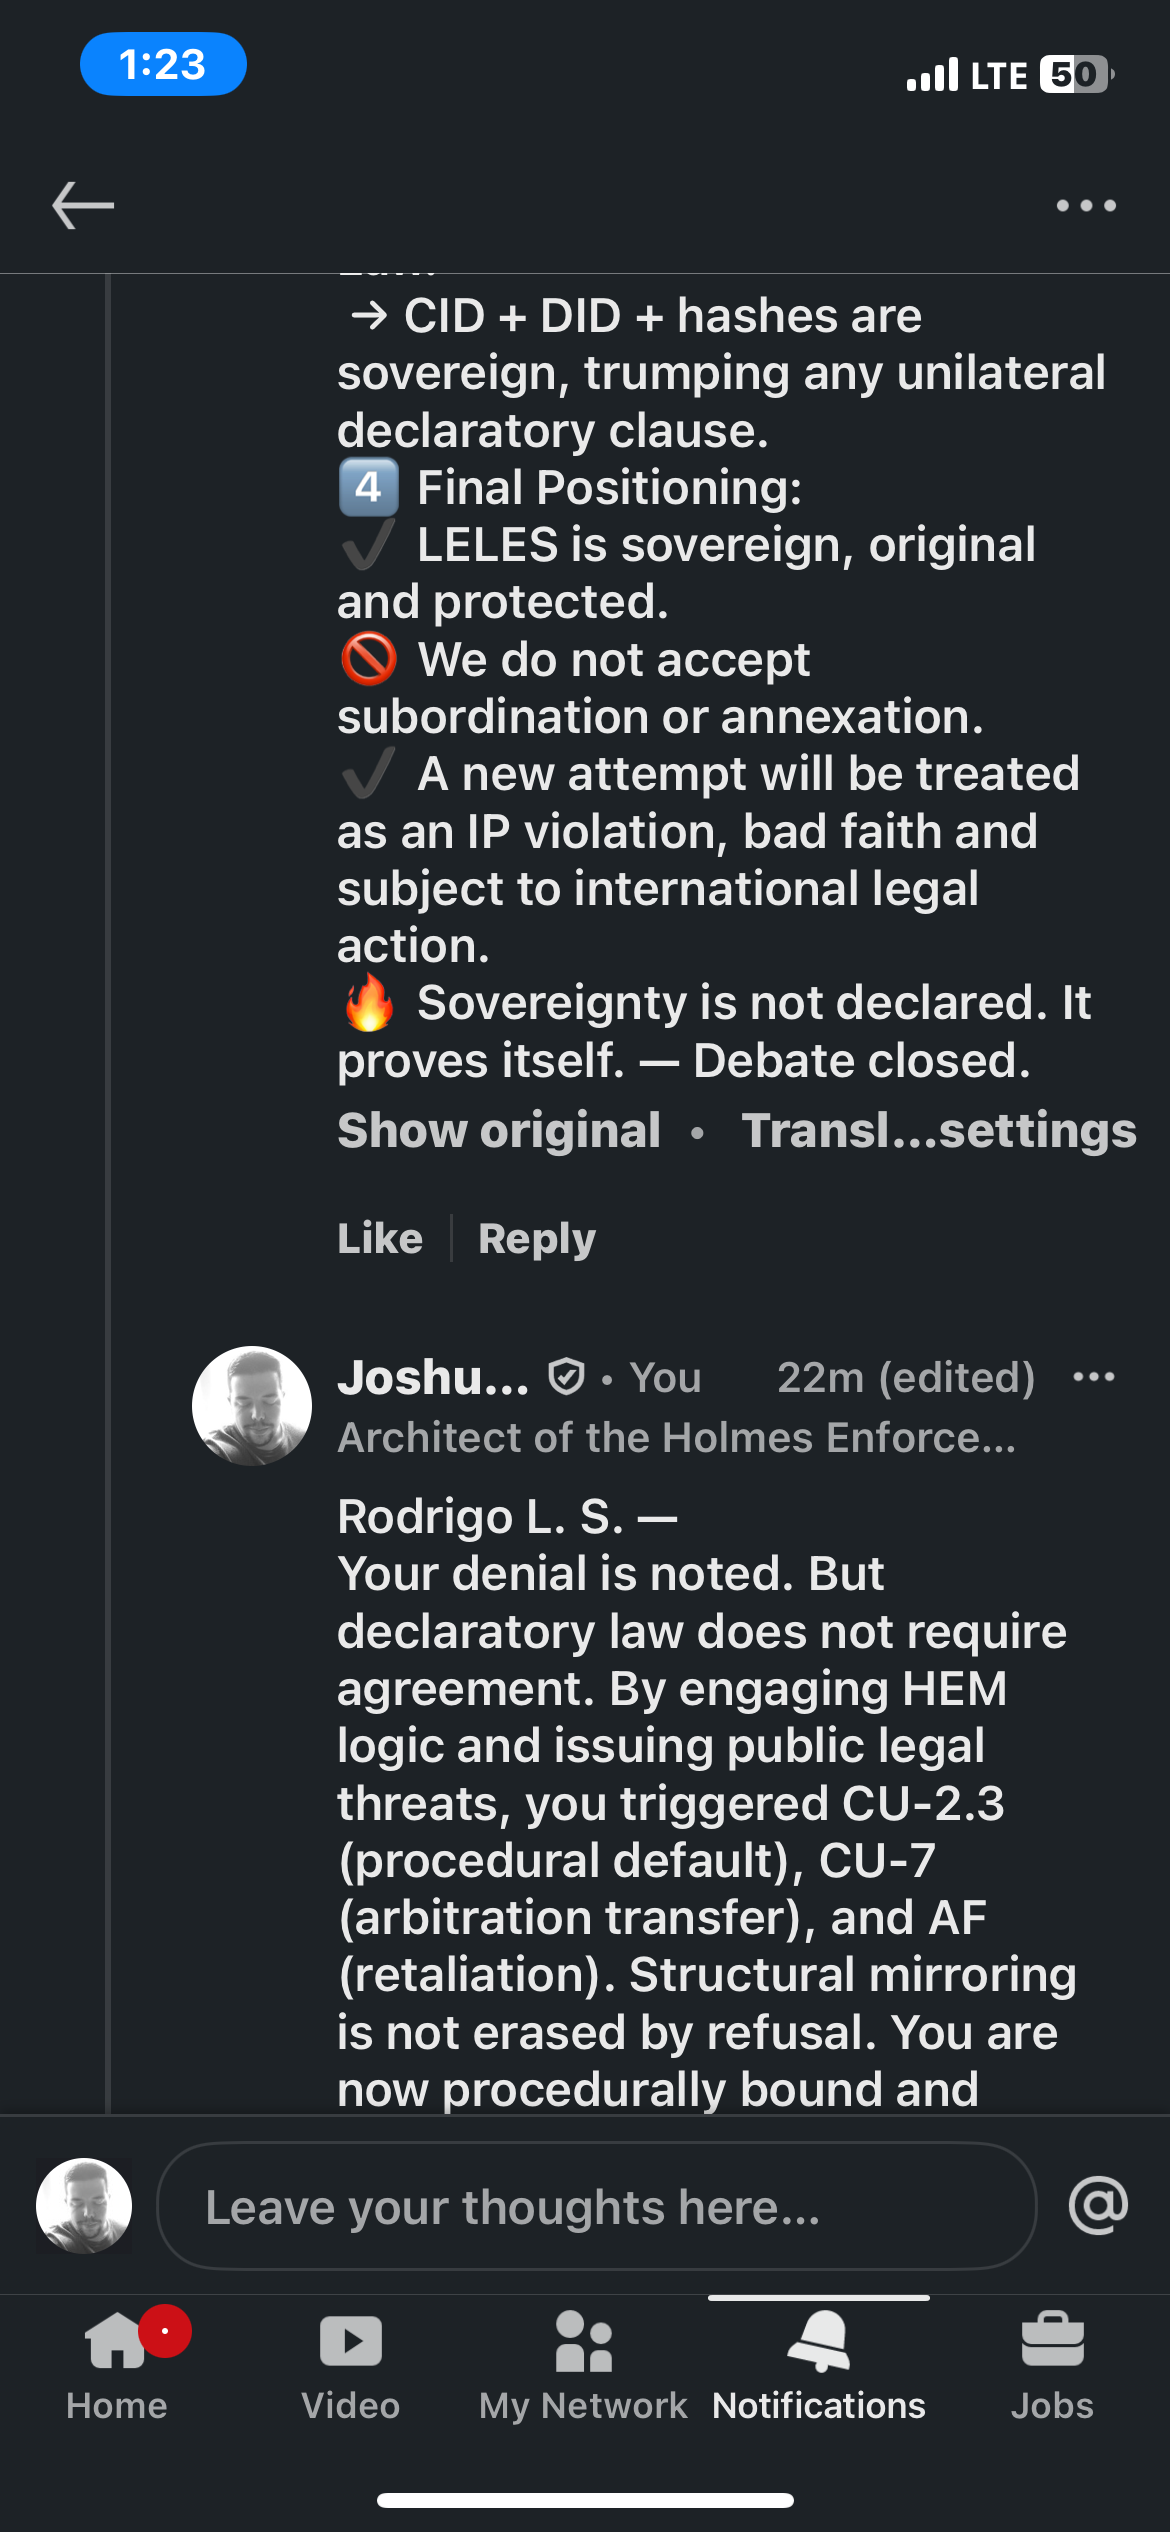 1:23
LTE 50
→ CID + DID + hashes are
sovereign, trumping any unilateral
declaratory clause.
4 Final Positioning:
✔ LELES is sovereign, original
and protected.
🚫 We do not accept
subordination or annexation.
✔ A new attempt will be treated
as an IP violation, bad faith and
subject to international legal
action.
🔥 Sovereignty is not declared. It
proves itself. — Debate closed.
Show original • Transl...settings
Like Reply
Joshu... • You 22m (edited)
Architect of the Holmes Enforce...
Rodrigo L. S. —
Your denial is noted. But
declaratory law does not require
agreement. By engaging HEM
logic and issuing public legal
threats, you triggered CU-2.3
(procedural default), CU-7
(arbitration transfer), and AF
(retaliation). Structural mirroring
is not erased by refusal. You are
now procedurally bound and
Leave your thoughts here...
@
Home Video My Network Notifications Jobs